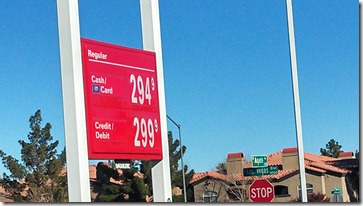 Regular
Cash/
Card 294 9
Credit/
Debit 299 9
STOP